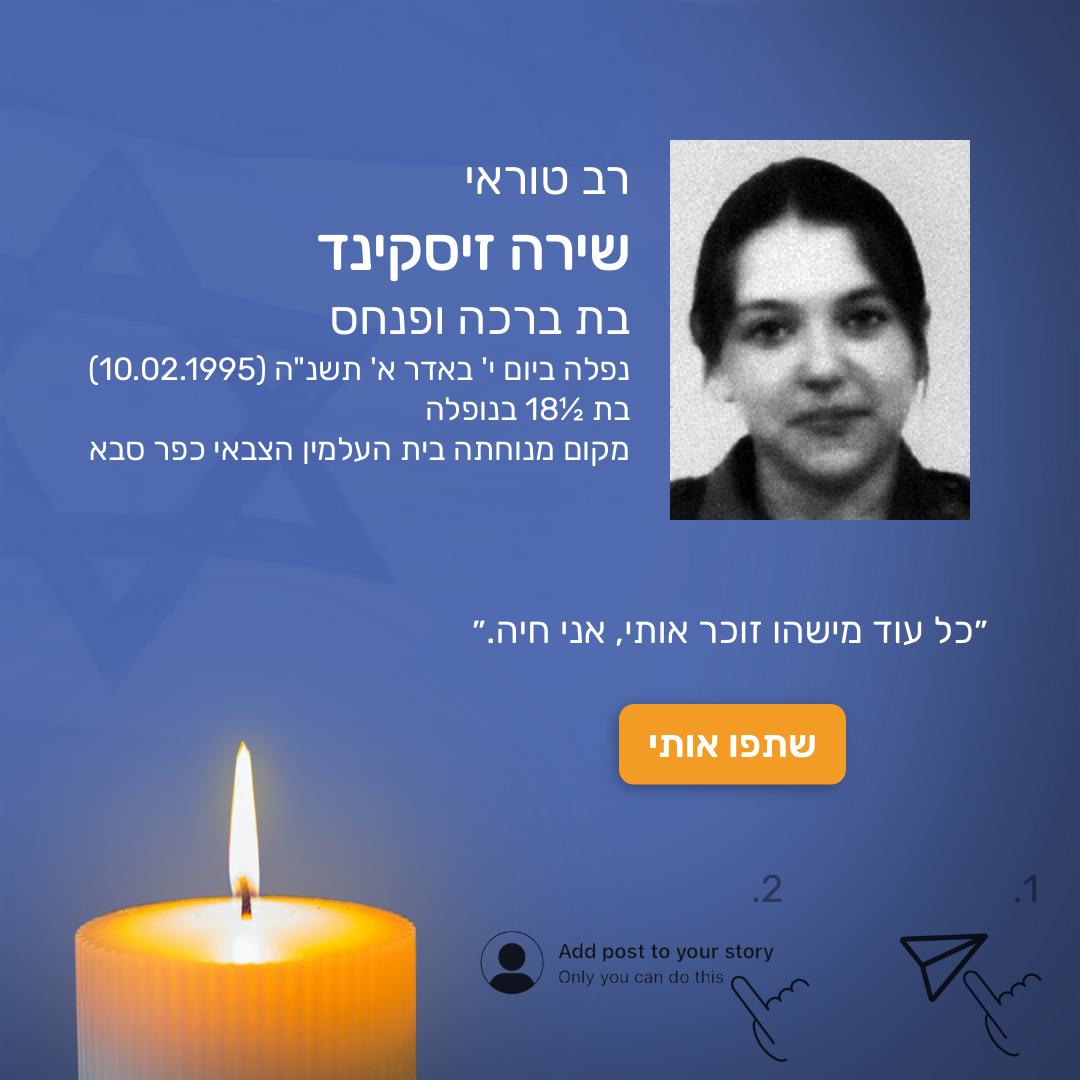 רב טוראי
שירה זיסקינד
בת ברכה ופנחס
נפלה ביום י' באדר א' תשנ"ה (10.02.1995)
בת 18½ בנופלה
מקום מנוחתה בית העלמין הצבאי כפר סבא
״כל עוד מישהו זוכר אותי, אני חיה.״
שתפו אותי
1.
2.
Add post to your story
Only you can do this